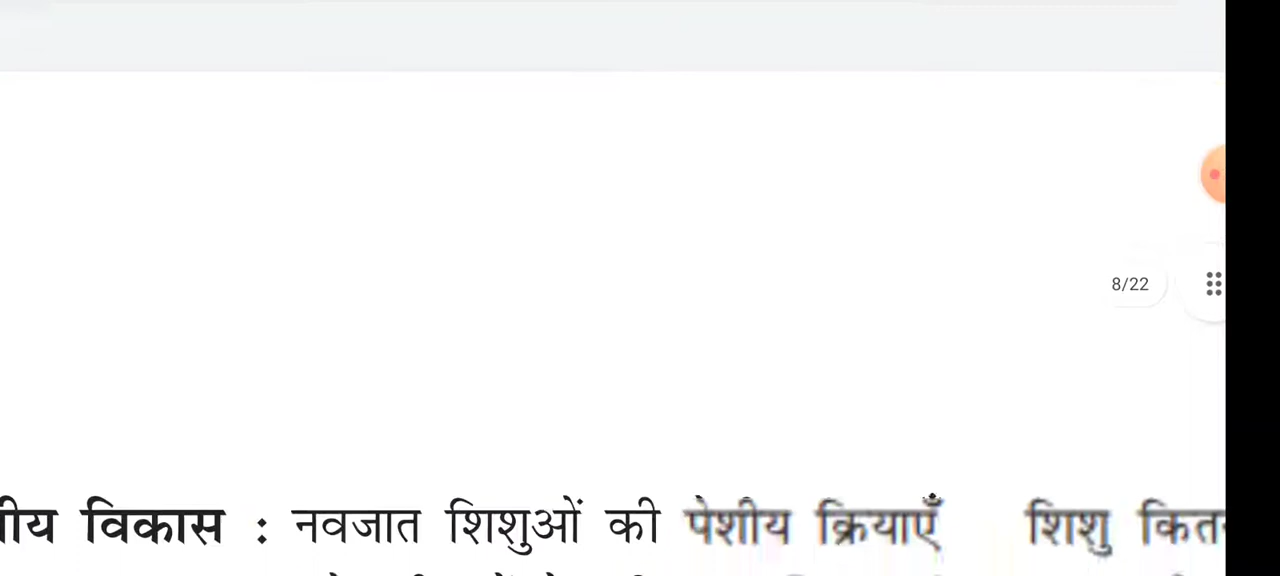 8/22
ीय विकास : नवजात शिशुओं की पेशीय क्रियाएँ शिशु